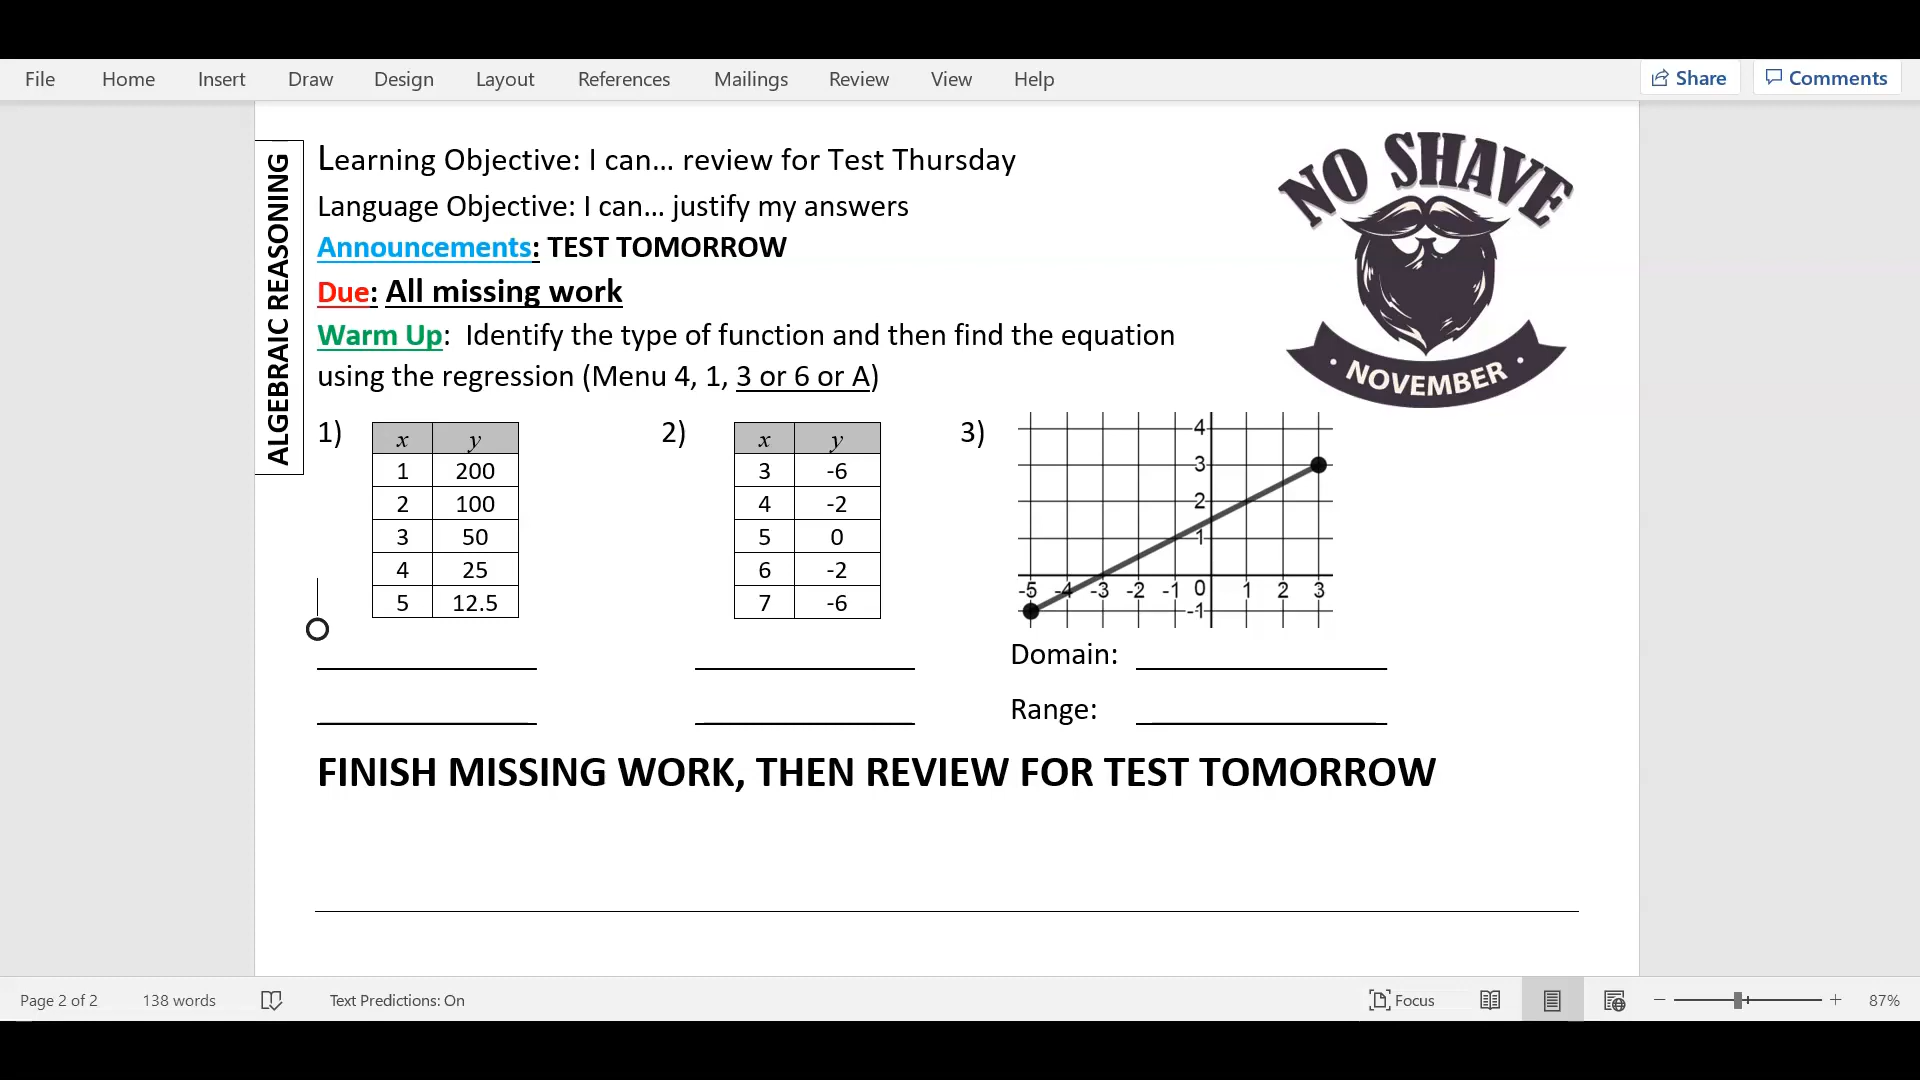 File Home Insert Draw Design Layout References Mailings Review View Help Share Comments
ALGEBRAIC REASONING
Learning Objective: I can... review for Test Thursday
Language Objective: I can... justify my answers
Announcements: TEST TOMORROW
Due: All missing work
Warm Up: Identify the type of function and then find the equation
using the regression (Menu 4, 1, 3 or 6 or A)
NO SHAVE
· NOVEMBER ·
1)
x y
1 200
2 100
3 50
4 25
5 12.5
2)
x y
3 -6
4 -2
5 0
6 -2
7 -6
3)
4
3
2
1
-5 -4 -3 -2 -1 0 1 2 3
-1
Domain:
Range:
FINISH MISSING WORK, THEN REVIEW FOR TEST TOMORROW
Page 2 of 2 138 words Text Predictions: On Focus 87%